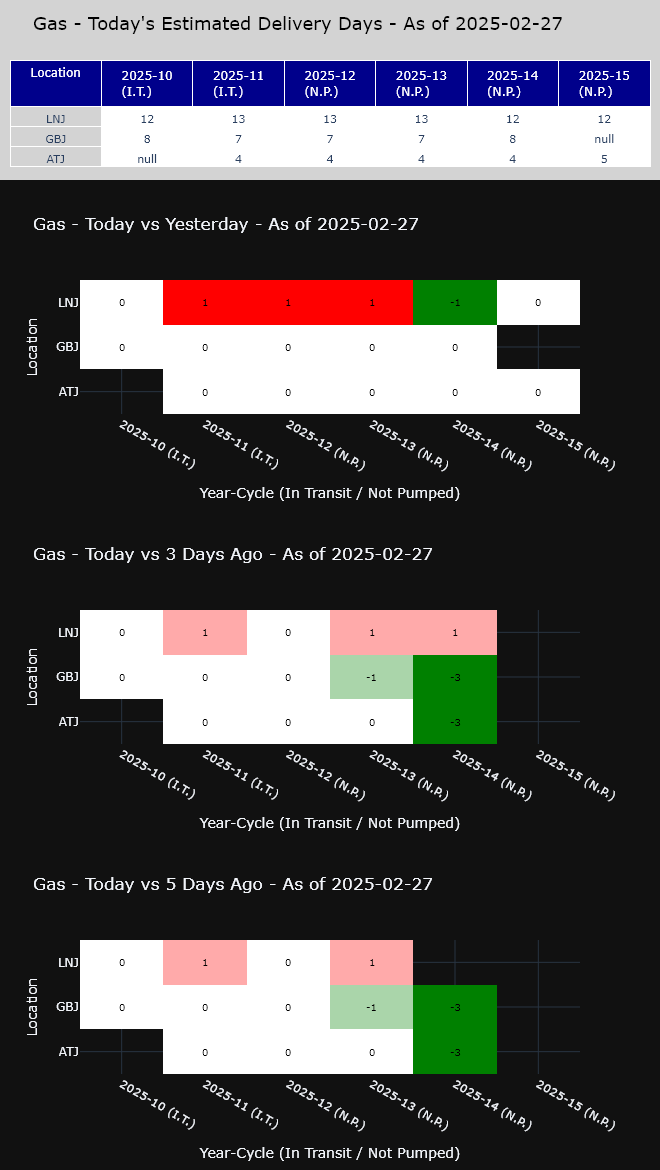 Gas - Today's Estimated Delivery Days - As of 2025-02-27
Location 2025-10 (I.T.) 2025-11 (I.T.) 2025-12 (N.P.) 2025-13 (N.P.) 2025-14 (N.P.) 2025-15 (N.P.)
LNJ 12 13 13 13 12 12
GBJ 8 7 7 7 8 null
ATJ null 4 4 4 4 5
Gas - Today vs Yesterday - As of 2025-02-27
Location
LNJ 0 1 1 1 -1 0
GBJ 0 0 0 0 0
ATJ 0 0 0 0 0
2025-10 (I.T.) 2025-11 (I.T.) 2025-12 (N.P.) 2025-13 (N.P.) 2025-14 (N.P.) 2025-15 (N.P.)
Year-Cycle (In Transit / Not Pumped)
Gas - Today vs 3 Days Ago - As of 2025-02-27
Location
LNJ 0 1 0 1 1
GBJ 0 0 0 -1 -3
ATJ 0 0 0 -3
2025-10 (I.T.) 2025-11 (I.T.) 2025-12 (N.P.) 2025-13 (N.P.) 2025-14 (N.P.) 2025-15 (N.P.)
Year-Cycle (In Transit / Not Pumped)
Gas - Today vs 5 Days Ago - As of 2025-02-27
Location
LNJ 0 1 0 1
GBJ 0 0 0 -1 -3
ATJ 0 0 0 -3
2025-10 (I.T.) 2025-11 (I.T.) 2025-12 (N.P.) 2025-13 (N.P.) 2025-14 (N.P.) 2025-15 (N.P.)
Year-Cycle (In Transit / Not Pumped)